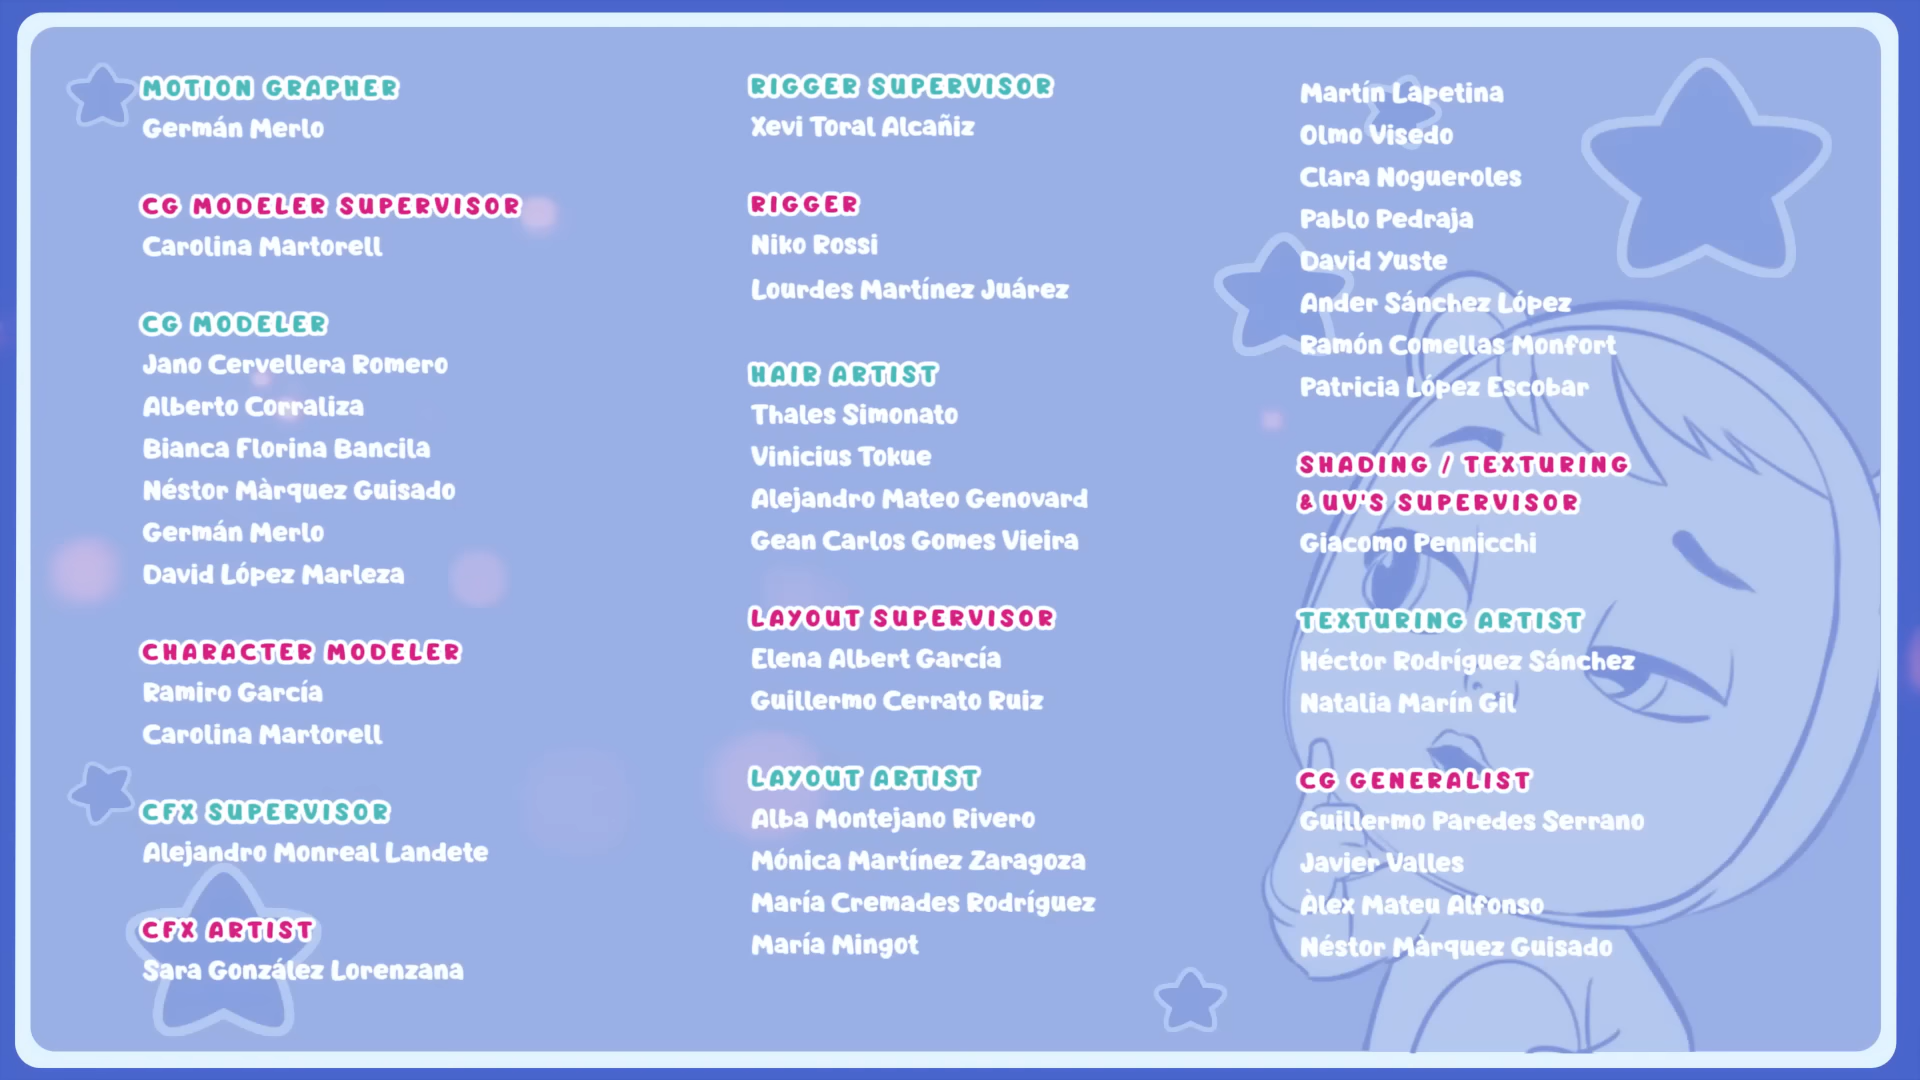 MOTION GRAPHER
Germán Merlo
CG MODELER SUPERVISOR
Carolina Martorell
CG MODELER
Jano Cervellera Romero
Alberto Corraliza
Bianca Florina Bancila
Néstor Màrquez Guisado
Germán Merlo
David López Marleza
CHARACTER MODELER
Ramiro García
Carolina Martorell
CFX SUPERVISOR
Alejandro Monreal Landete
CFX ARTIST
Sara González Lorenzana
RIGGER SUPERVISOR
Xevi Toral Alcañiz
RIGGER
Niko Rossi
Lourdes Martínez Juárez
HAIR ARTIST
Thales Simonato
Vinicius Tokue
Alejandro Mateo Genovard
Gean Carlos Gomes Vieira
LAYOUT SUPERVISOR
Elena Albert García
Guillermo Cerrato Ruiz
LAYOUT ARTIST
Alba Montejano Rivero
Mónica Martínez Zaragoza
María Cremades Rodríguez
María Mingot
Martín Lapetina
Olmo Visedo
Clara Nogueroles
Pablo Pedraja
David Yuste
Ander Sánchez López
Ramón Comellas Monfort
Patricia López Escobar
SHADING / TEXTURING
& UV'S SUPERVISOR
Giacomo Pennicchi
TEXTURING ARTIST
Héctor Rodríguez Sánchez
Natalia Marín Gil
CG GENERALIST
Guillermo Paredes Serrano
Javier Valles
Àlex Mateu Alfonso
Néstor Màrquez Guisado